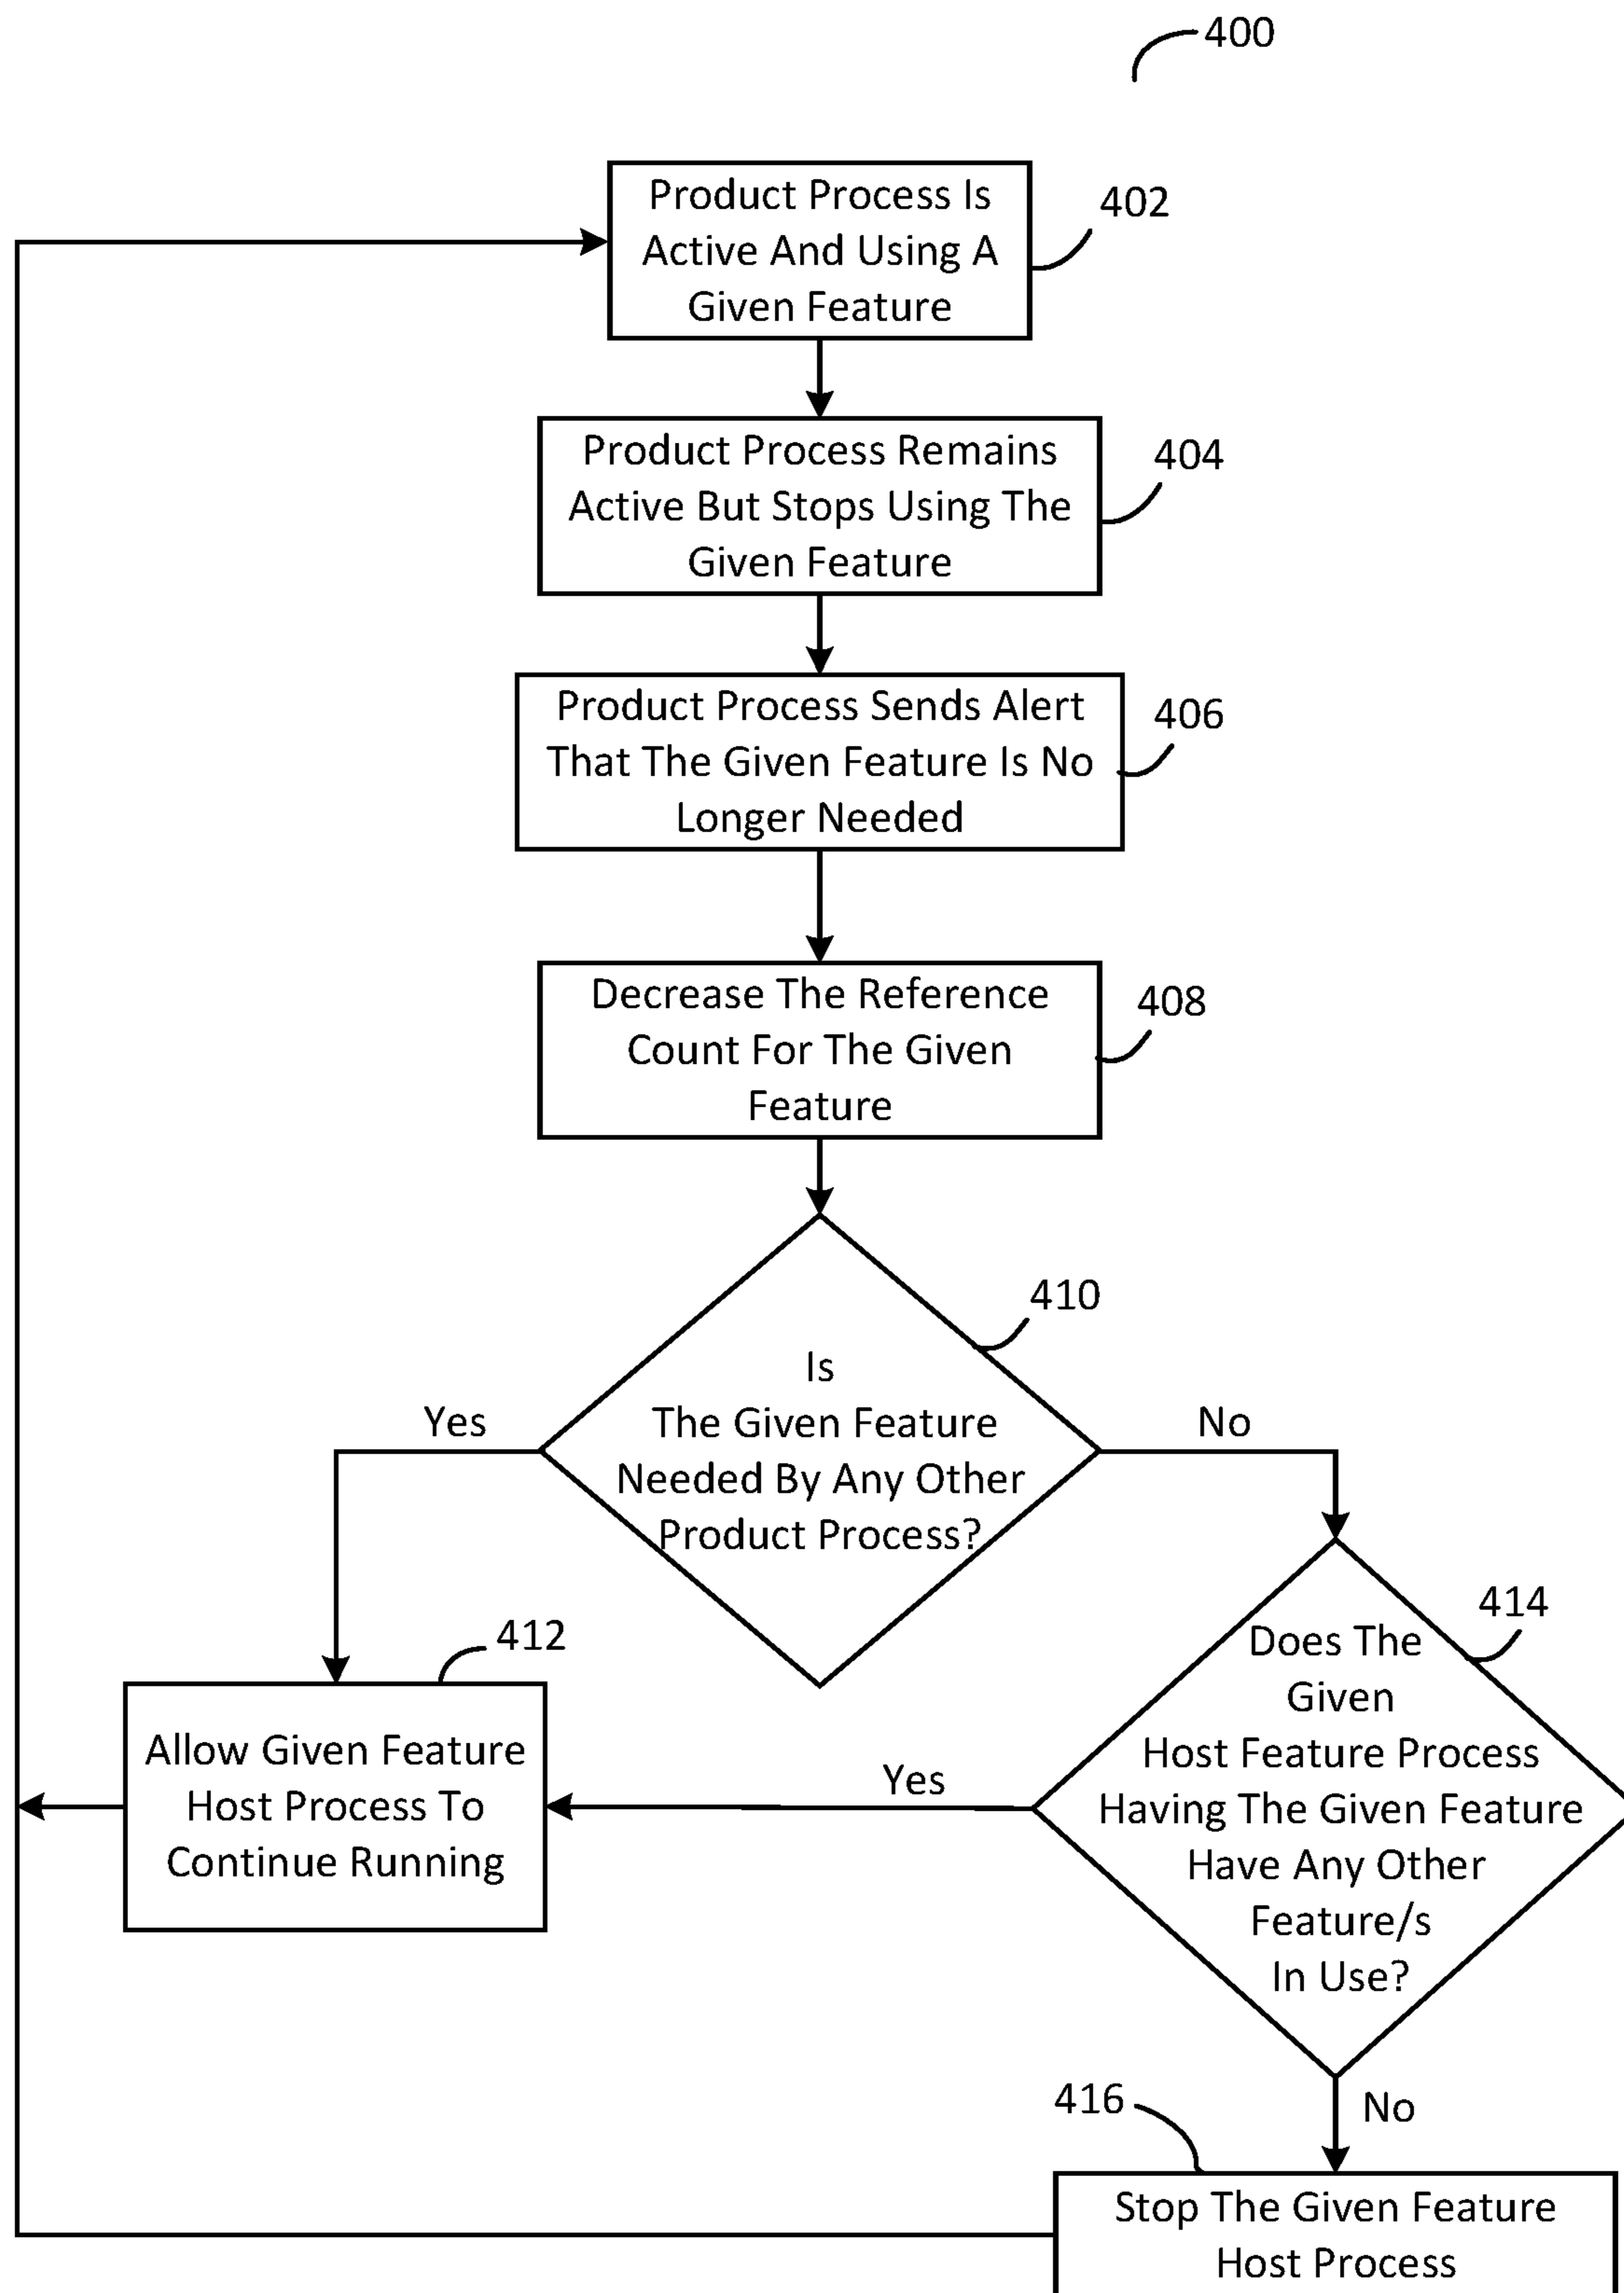 400
Product Process Is
Active And Using A
Given Feature
402
Product Process Remains
Active But Stops Using The
Given Feature
404
Product Process Sends Alert
That The Given Feature Is No
Longer Needed
406
Decrease The Reference
Count For The Given
Feature
408
410
Is
The Given Feature
Needed By Any Other
Product Process?
Yes
No
412
Allow Given Feature
Host Process To
Continue Running
414
Does The
Given
Host Feature Process
Having The Given Feature
Have Any Other
Feature/s
In Use?
Yes
No
416
Stop The Given Feature
Host Process